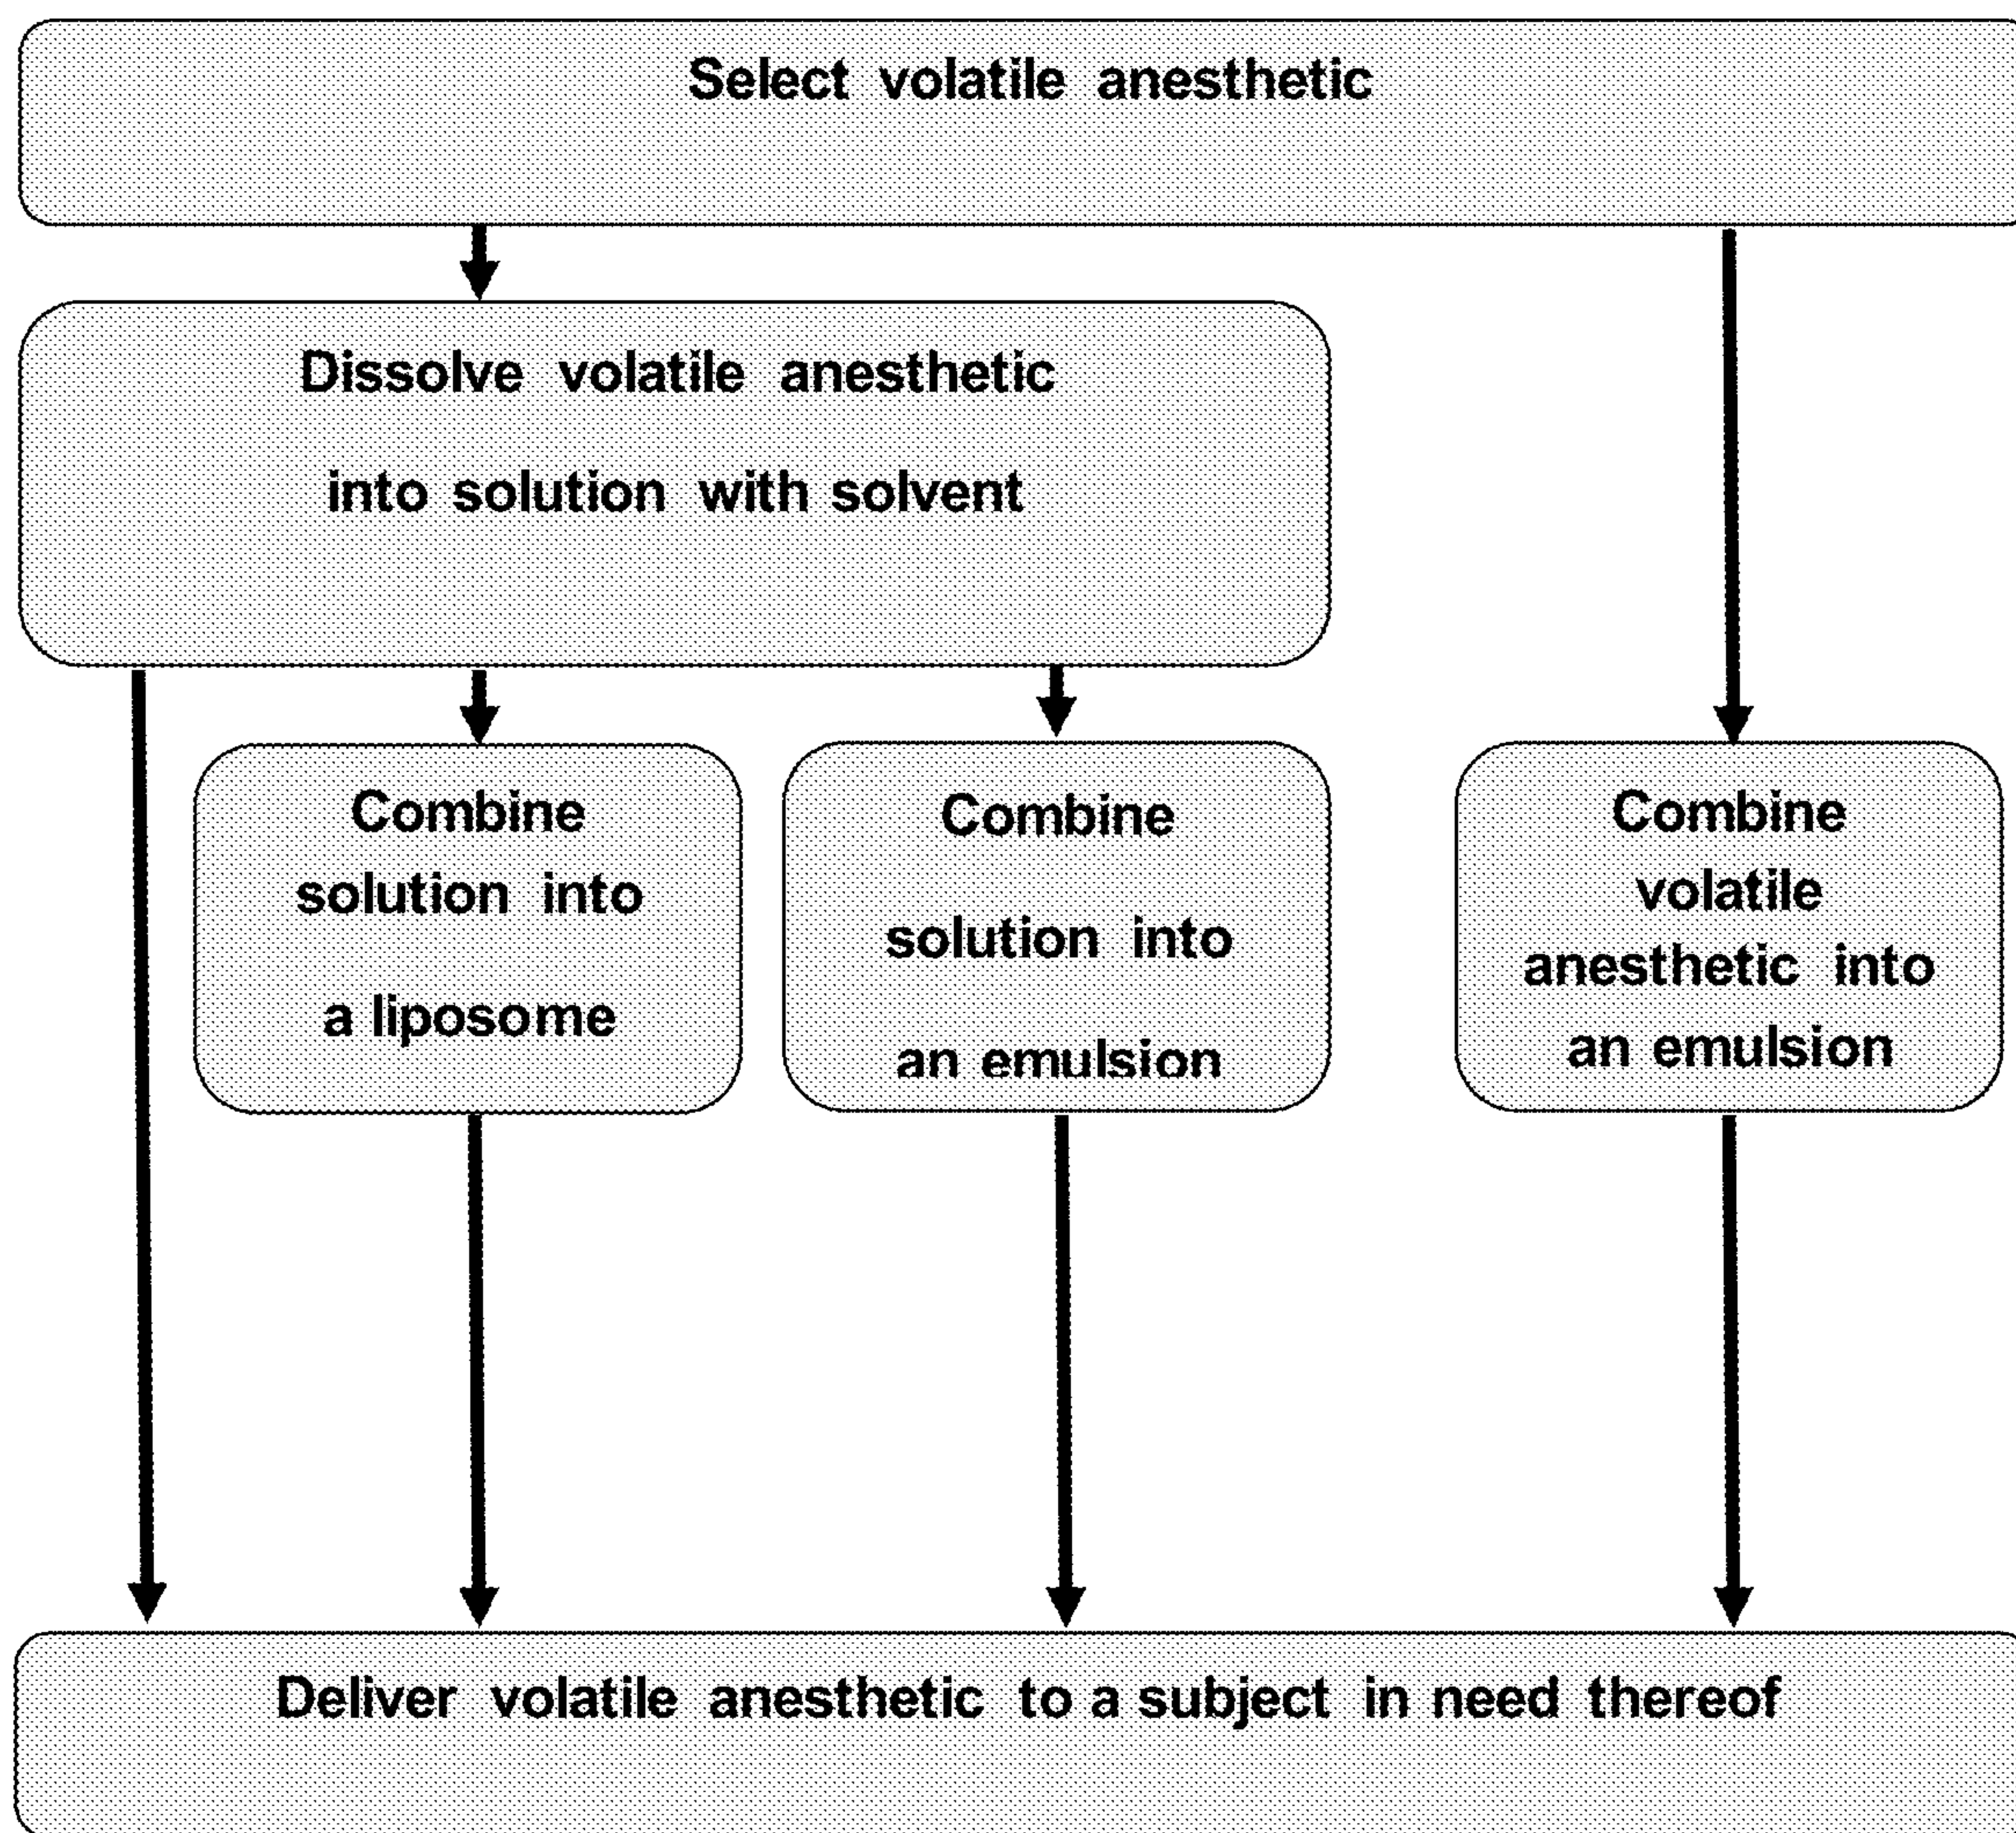 Select volatile anesthetic
Dissolve volatile anesthetic
into solution with solvent
Combine
solution into
a liposome
Combine
solution into
an emulsion
Combine
volatile
anesthetic into
an emulsion
Deliver volatile anesthetic to a subject in need thereof